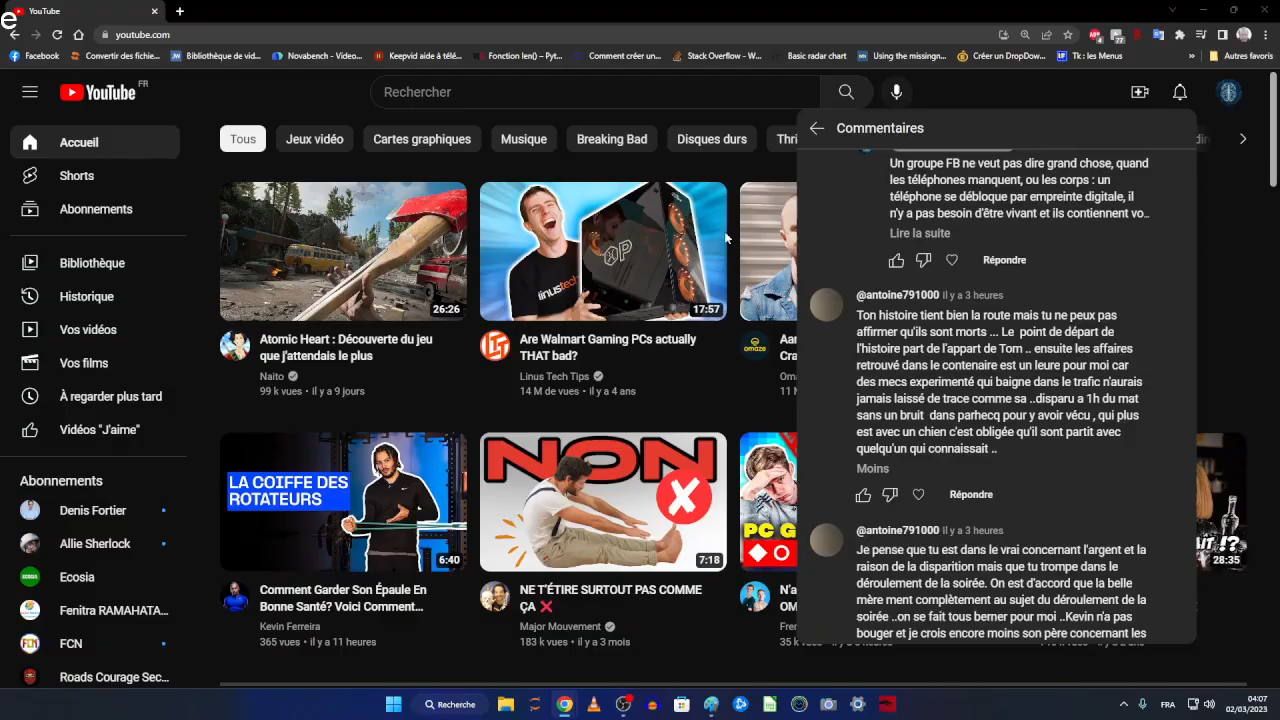 e
YouTube
youtube.com
Facebook
Convertir des fichie...
Bibliothèque de vid...
Novabench - Video...
Keepvid aide à télé...
Fonction len()
Comment créer un...
Stack Overflow - W...
Basic radar chart
Using the missingn...
Créer un DropDow...
Tk : les Menus
»
Autres favoris
YouTube FR
Rechercher
Tous
Jeux vidéo
Cartes graphiques
Musique
Breaking Bad
Disques durs
Thri
Accueil
Shorts
Abonnements
Bibliothèque
Historique
Vos vidéos
Vos films
À regarder plus tard
Vidéos "J'aime"
Abonnements
Denis Fortier
Allie Sherlock
Ecosia
Fenitra RAMAHATA...
FCN
Roads Courage Tes...
26:26
Atomic Heart : Découverte du jeu
que j'attendais le plus
Naito
99 k vues • il y a 9 jours
linustech
XOP
17:57
Are Walmart Gaming PCs actually
THAT bad?
Linus Tech Tips
14 M de vues • il y a 4 ans
omaze
Aar
Cra
Oma
11 M
LA COIFFE DES
ROTATEURS
6:40
Comment Garder Son Épaule En
Bonne Santé? Voici Comment...
Kevin Ferreira
365 vues • il y a 11 heures
NON
7:18
NE T'ÉTIRE SURTOUT PAS COMME
ÇA
Major Mouvement
183 k vues • il y a 3 mois
PC G
N'a
OM
Fren
35 k
28:35
Commentaires
Un groupe FB ne veut pas dire grand chose, quand
les téléphones manquent, ou les corps : un
téléphone se débloque par empreinte digitale, il
n'y a pas besoin d'être vivant et ils contiennent vo...
Lire la suite
Répondre
@antoine791000 il y a 3 heures
Ton histoire tient bien la route mais tu ne peux pas
affirmer qu'ils sont morts ... Le point de départ de
l'histoire part de l'appart de Tom .. ensuite les affaires
retrouvé dans le contenaire est un leure pour moi car
des mecs experimenté qui baigne dans le trafic n'aurais
jamais laissé de trace comme sa ..disparu a 1h du mat
sans un bruit dans parhecq pour y avoir vécu , qui plus
est avec un chien c'est obligée qu'il sont partit avec
quelqu'un qui connaissait ..
Moins
Répondre
@antoine791000 il y a 3 heures
Je pense que tu est dans le vrai concernant l'argent et la
raison de la disparition mais que tu trompe dans le
déroulement de la soirée. On est d'accord que la belle
mère ment complètement au sujet du déroulement de la
soirée ..on se fait tous berner pour moi ..Kevin n'a pas
bouger et je crois encore moins son père concernant les
Recherche
FRA
04:07
02/03/2023